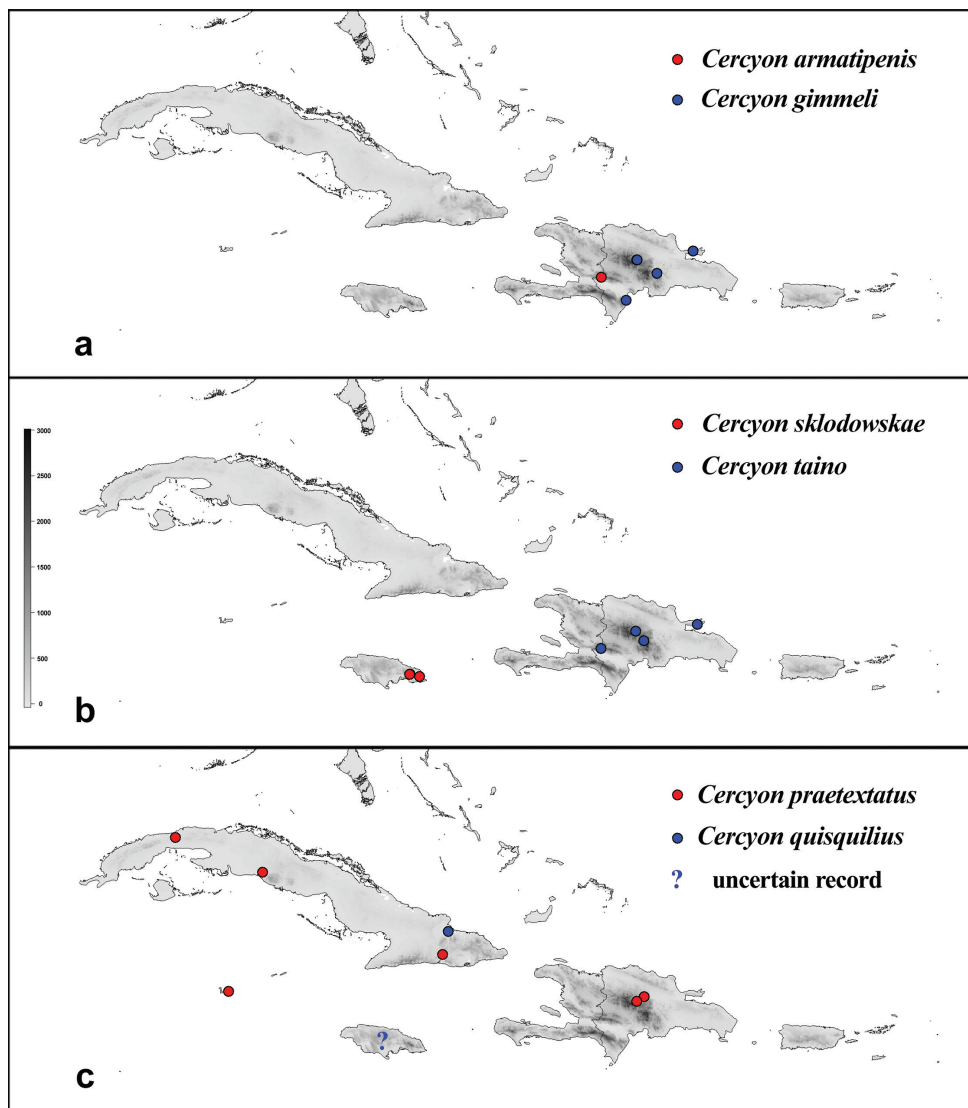 Cercyon armatipenis
Cercyon gimmeli
a
Cercyon sklodowskae
Cercyon taino
3000
2500
2000
1500
1000
500
0
b
Cercyon praetextatus
Cercyon quisquilius
? uncertain record
?
c